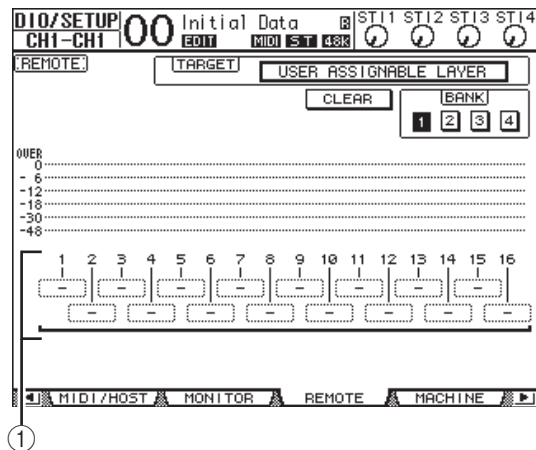 DIO/SETUP 00 Initial Data R ST1 ST2 ST3 ST4
CH1-CH1 EDIT MIDI ST 48k
REMOTE TARGET USER ASSIGNABLE LAYER
CLEAR BANK
1 2 3 4
OVER
0
- 6
-12
-18
-30
-48
1 2 3 4 5 6 7 8 9 10 11 12 13 14 15 16
- - - - - - - -
- - - - - - - -
MIDI/HOST MONITOR REMOTE MACHINE
1